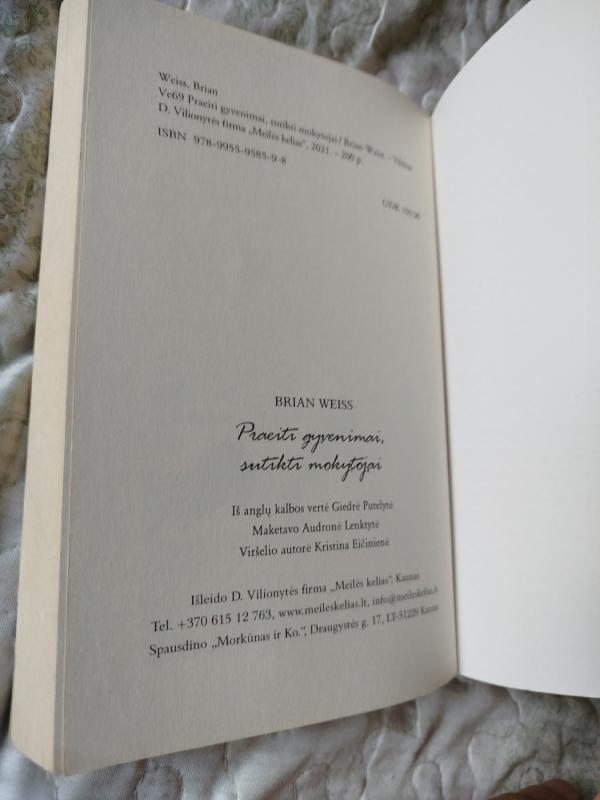 Weiss, Brian
Ve69 Praeiti gyvenimai, sutikti mokytojai / Brian Weiss. – Vilnius
D. Vilionytės firma „Meilės kelias“, 2021. – 200 p.
ISBN 978-9955-9585-9-8
UDK
BRIAN WEISS
Praeiti gyvenimai,
sutikti mokytojai
Iš anglų kalbos vertė Giedrė Putelytė
Maketavo Audronė Lenktytė
Viršelio autorė Kristina Eičinienė
Išleido D. Vilionytės firma „Meilės kelias“, Kaunas
Tel. +370 615 12 763, www.meileskelias.lt, info@meileskelias.lt
Spausdino „Morkūnas ir Ko.“, Draugystės g. 17, LT-51229 Kaunas